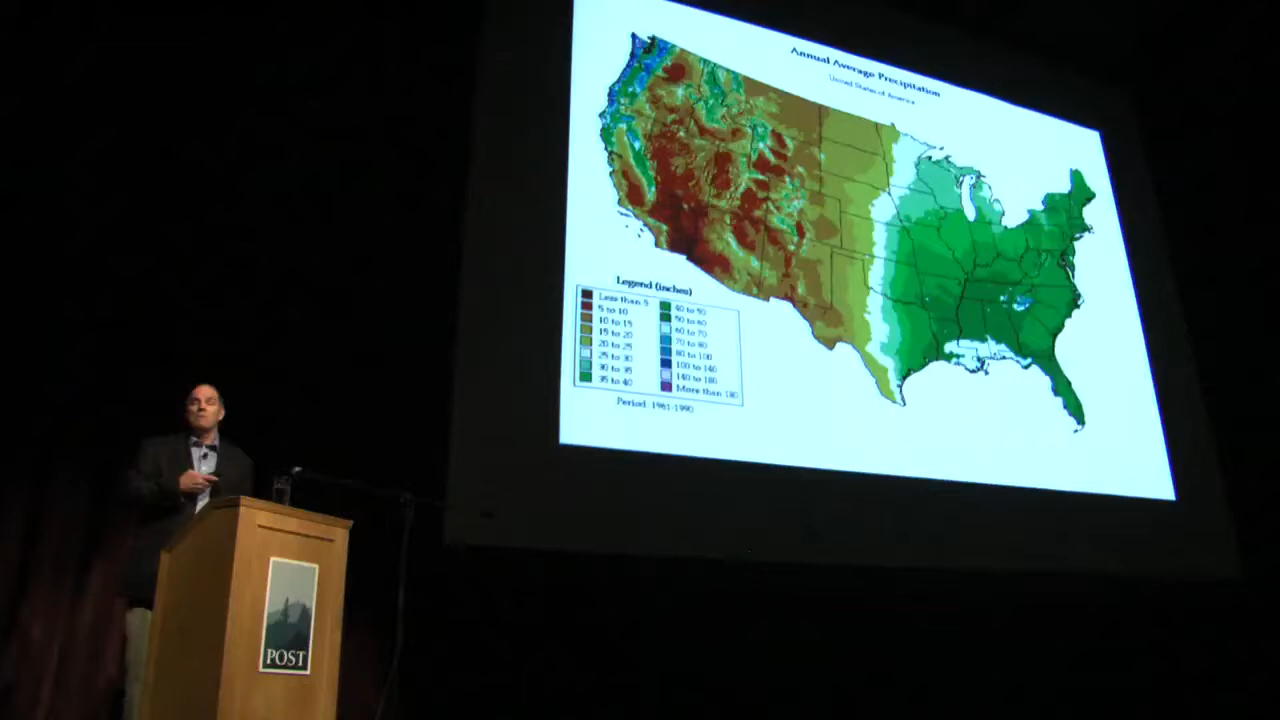 Annual Average Precipitation
United States of America
Legend (inches)
Less than 5
5 to 10
10 to 15
15 to 20
20 to 25
25 to 30
30 to 35
35 to 40
40 to 50
50 to 60
60 to 70
70 to 80
80 to 100
100 to 140
140 to 180
More than 180
Period: 1961-1990
POST